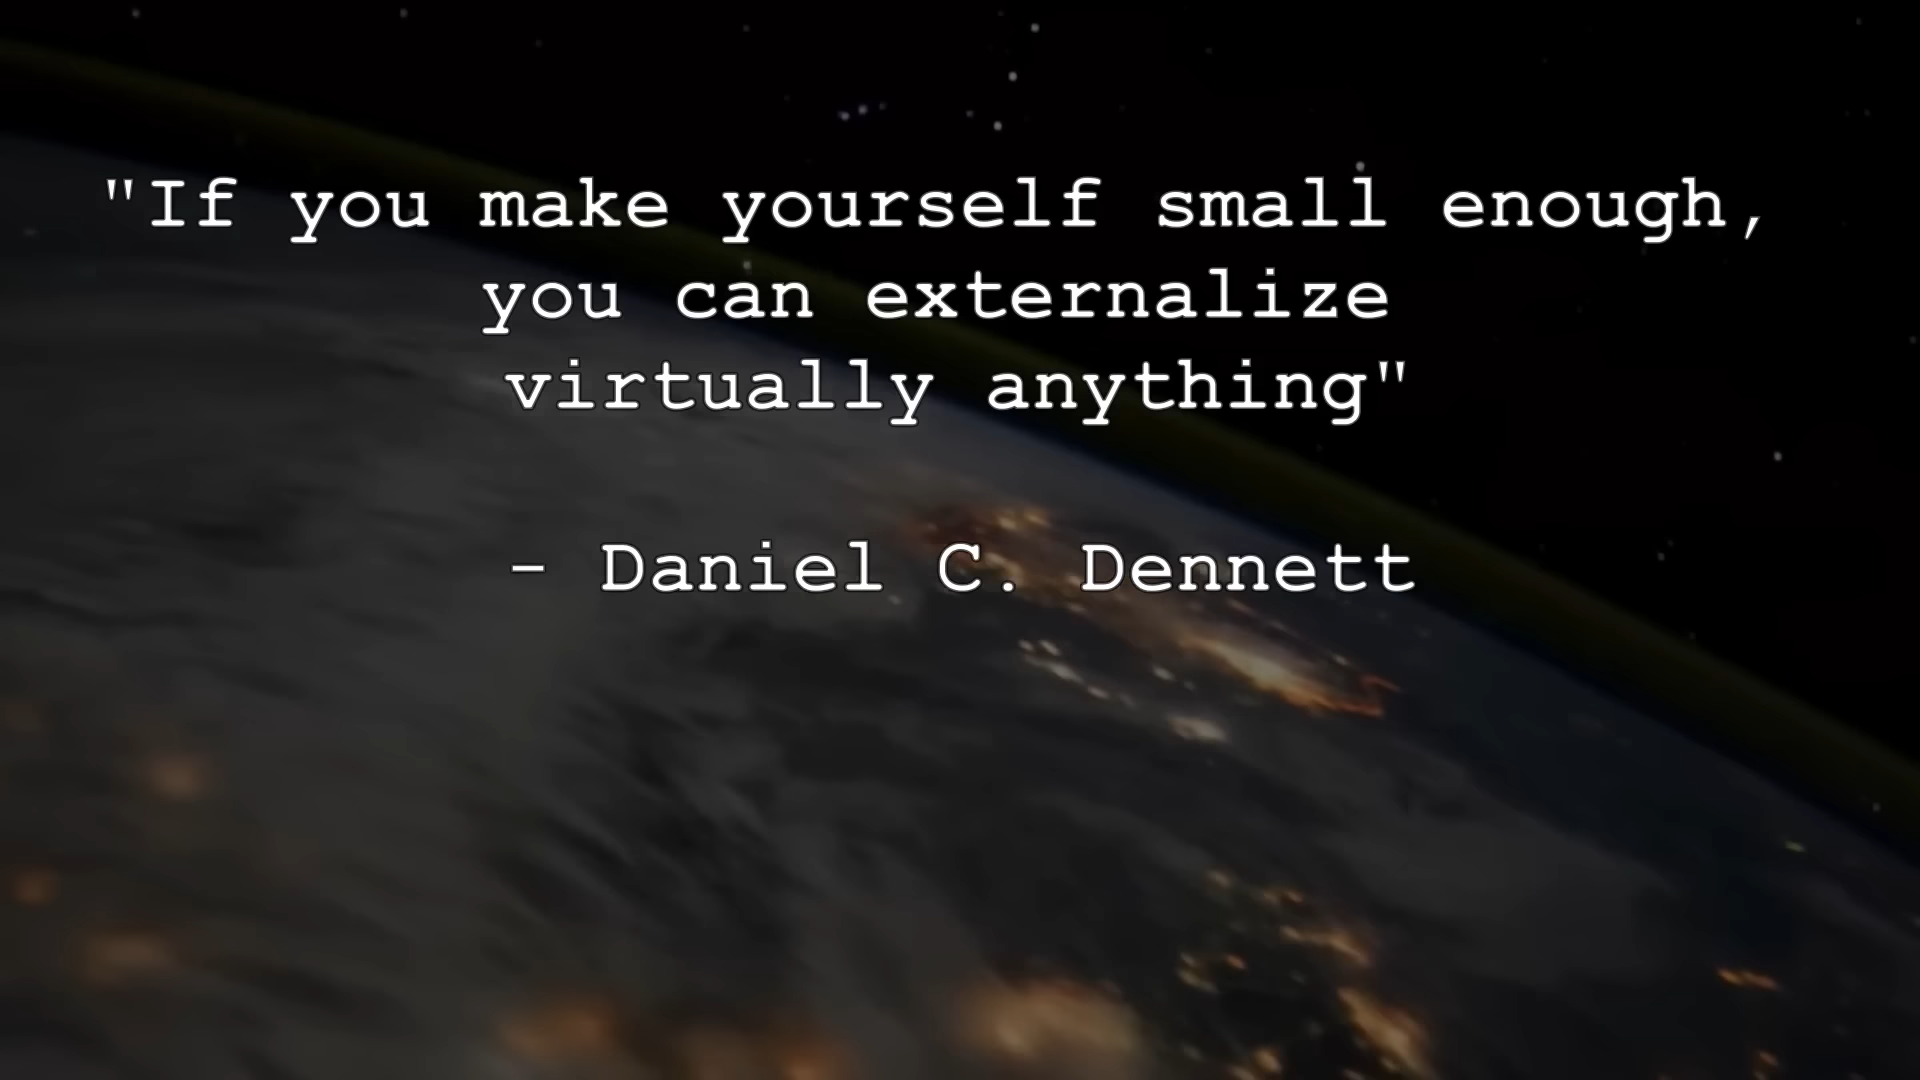 "If you make yourself small enough,
you can externalize
virtually anything"
- Daniel C. Dennett